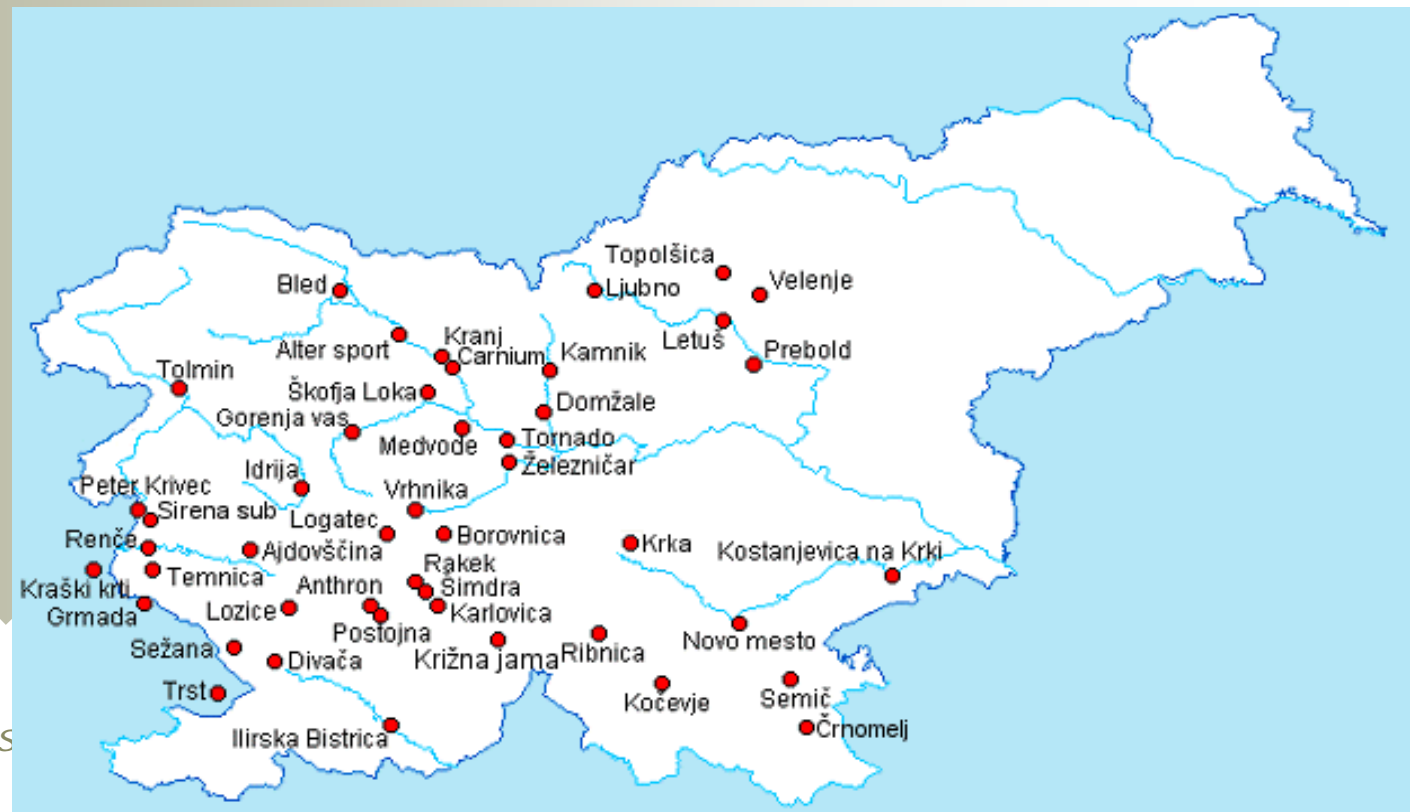 Topolšica
Bled
Ljubno
Velenje
Alter sport
Kranj
Carnium
Kamnik
Letuš
Prebold
Tolmin
Škofja Loka
Domžale
Gorenja vas
Medvode
Tornado
Železničar
Idrija
Peter Krivec
Sirena sub
Vrhnika
Logatec
Borovnica
Renče
Ajdovščina
Krka
Kostanjevica na Krki
Temnica
Rakek
Kraški krti
Anthron
Šimdra
Grmada
Lozice
Karlovica
Postojna
Novo mesto
Sežana
Divača
Križna jama
Ribnica
Trst
Kočevje
Semič
Ilirska Bistrica
Črnomelj
s